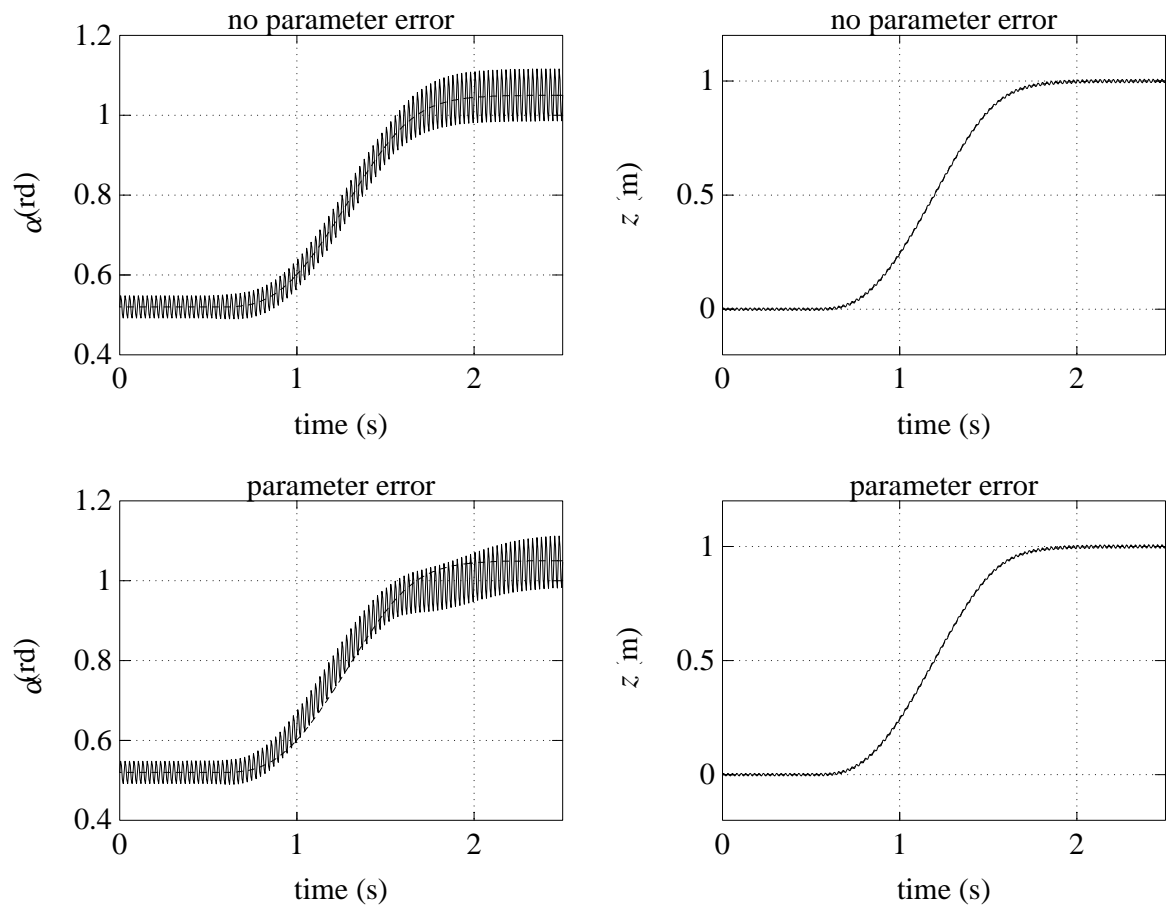 no parameter error
1.2
1
0.8
0.6
0.4
α(rd)
0
1
2
time (s)
no parameter error
1
0.5
0
z (m)
0
1
2
time (s)
parameter error
1.2
1
0.8
0.6
0.4
α(rd)
0
1
2
time (s)
parameter error
1
0.5
0
z (m)
0
1
2
time (s)